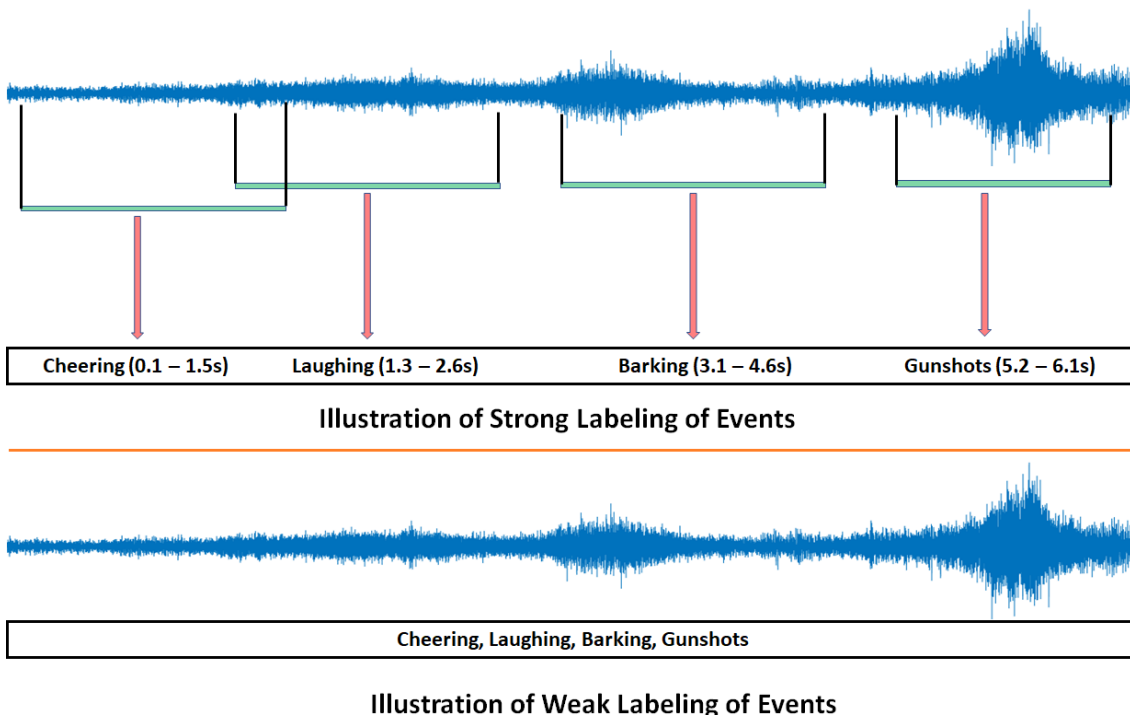 Cheering (0.1 – 1.5s) Laughing (1.3 – 2.6s) Barking (3.1 – 4.6s) Gunshots (5.2 – 6.1s)
Illustration of Strong Labeling of Events
Cheering, Laughing, Barking, Gunshots
Illustration of Weak Labeling of Events